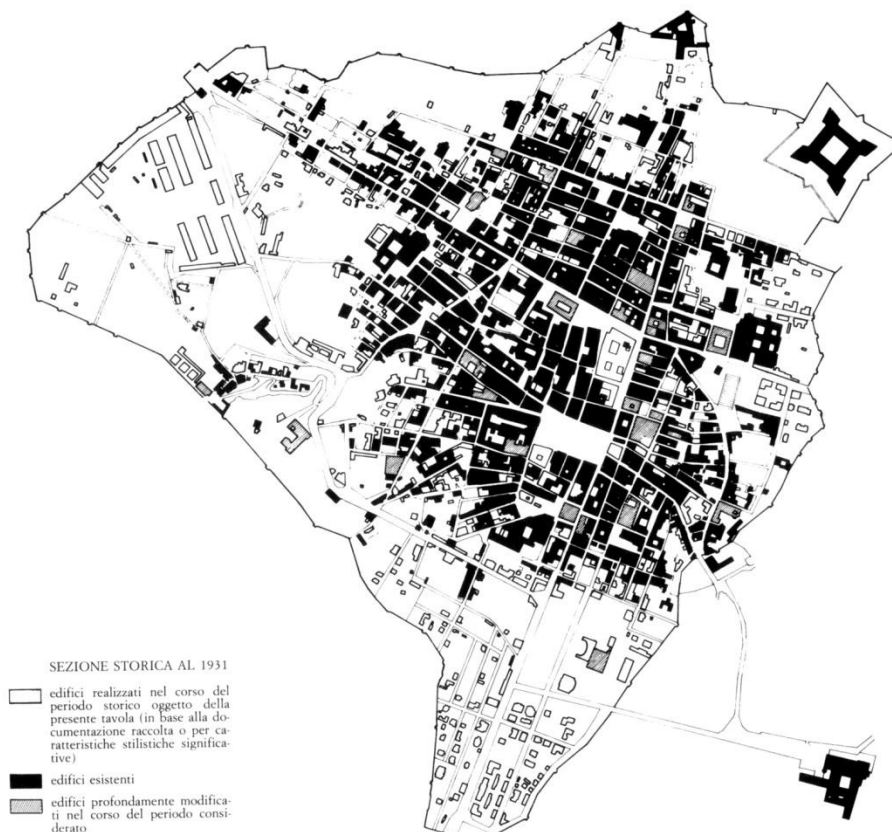 SEZIONE STORICA AL 1931
edifici realizzati nel corso del
periodo storico oggetto della
presente tavola (in base alla do-
cumentazione raccolta o per ca-
ratteristiche stilistiche significa-
tive)
edifici esistenti
edifici profondamente modifica-
ti nel corso del periodo consi-
derato